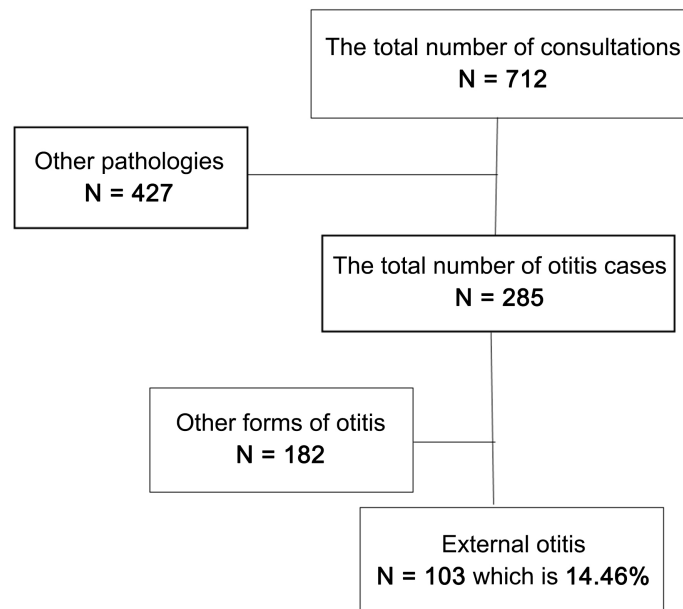 The total number of consultations
N = 712
Other pathologies
N = 427
The total number of otitis cases
N = 285
Other forms of otitis
N = 182
External otitis
N = 103 which is 14.46%